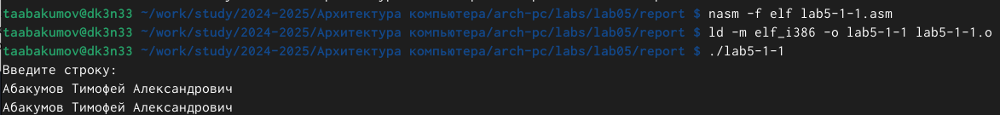 taabakumov@dk3n33 ~/work/study/2024-2025/Архитектура компьютера/arch-pc/labs/lab05/report $ nasm -f elf lab5-1-1.asm
taabakumov@dk3n33 ~/work/study/2024-2025/Архитектура компьютера/arch-pc/labs/lab05/report $ ld -m elf_i386 -o lab5-1-1 lab5-1-1.o
taabakumov@dk3n33 ~/work/study/2024-2025/Архитектура компьютера/arch-pc/labs/lab05/report $ ./lab5-1-1
Введите строку:
Абакумов Тимофей Александрович
Абакумов Тимофей Александрович